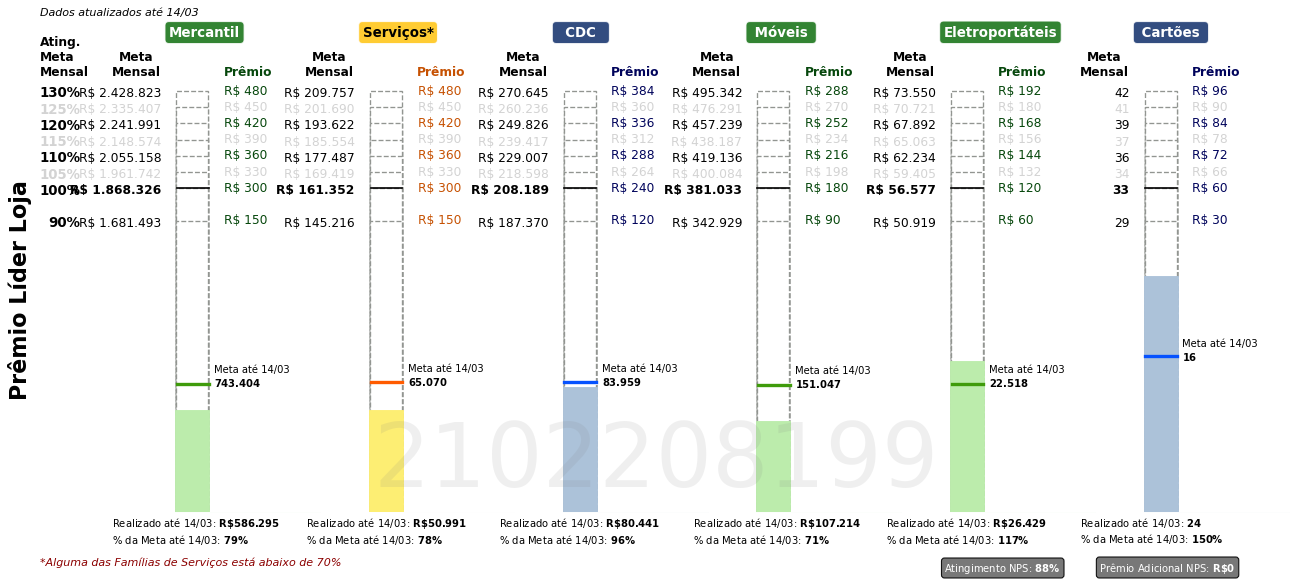 Dados atualizados até 14/03
Mercantil Serviços* CDC Móveis Eletroportáteis Cartões
Ating.
Meta Meta Meta Meta Meta Meta Meta
Mensal Mensal Prêmio Mensal Prêmio Mensal Prêmio Mensal Prêmio Mensal Prêmio Mensal Prêmio
130% R$ 2.428.823 R$ 480 R$ 209.757 R$ 480 R$ 270.645 R$ 384 R$ 495.342 R$ 288 R$ 73.550 R$ 192 42 R$ 96
125% R$ 2.335.407 R$ 450 R$ 201.690 R$ 450 R$ 260.236 R$ 360 R$ 476.291 R$ 270 R$ 70.721 R$ 180 41 R$ 90
120% R$ 2.241.991 R$ 420 R$ 193.622 R$ 420 R$ 249.826 R$ 336 R$ 457.239 R$ 252 R$ 67.892 R$ 168 39 R$ 84
115% R$ 2.148.574 R$ 390 R$ 185.554 R$ 390 R$ 239.417 R$ 312 R$ 438.187 R$ 234 R$ 65.063 R$ 156 37 R$ 78
110% R$ 2.055.158 R$ 360 R$ 177.487 R$ 360 R$ 229.007 R$ 288 R$ 419.136 R$ 216 R$ 62.234 R$ 144 36 R$ 72
105% R$ 1.961.742 R$ 330 R$ 169.419 R$ 330 R$ 218.598 R$ 264 R$ 400.084 R$ 198 R$ 59.405 R$ 132 34 R$ 66
100% R$ 1.868.326 R$ 300 R$ 161.352 R$ 300 R$ 208.189 R$ 240 R$ 381.033 R$ 180 R$ 56.577 R$ 120 33 R$ 60
90% R$ 1.681.493 R$ 150 R$ 145.216 R$ 150 R$ 187.370 R$ 120 R$ 342.929 R$ 90 R$ 50.919 R$ 60 29 R$ 30
Prêmio Líder Loja
Meta até 14/03 Meta até 14/03 Meta até 14/03 Meta até 14/03 Meta até 14/03 Meta até 14/03
743.404 65.070 83.959 151.047 22.518 16
2102208199
Realizado até 14/03: R$586.295 Realizado até 14/03: R$50.991 Realizado até 14/03: R$80.441 Realizado até 14/03: R$107.214 Realizado até 14/03: R$26.429 Realizado até 14/03: 24
% da Meta até 14/03: 79% % da Meta até 14/03: 78% % da Meta até 14/03: 96% % da Meta até 14/03: 71% % da Meta até 14/03: 117% % da Meta até 14/03: 150%
*Alguma das Famílias de Serviços está abaixo de 70% Atingimento NPS: 88% Prêmio Adicional NPS: R$0